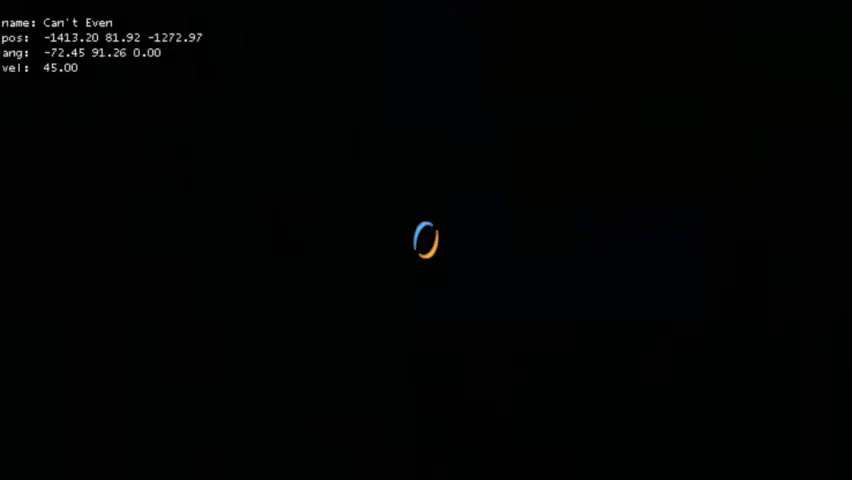 name: Can't Even
pos: -1413.20 81.92 -1272.97
ang: -72.45 91.26 0.00
vel: 45.00